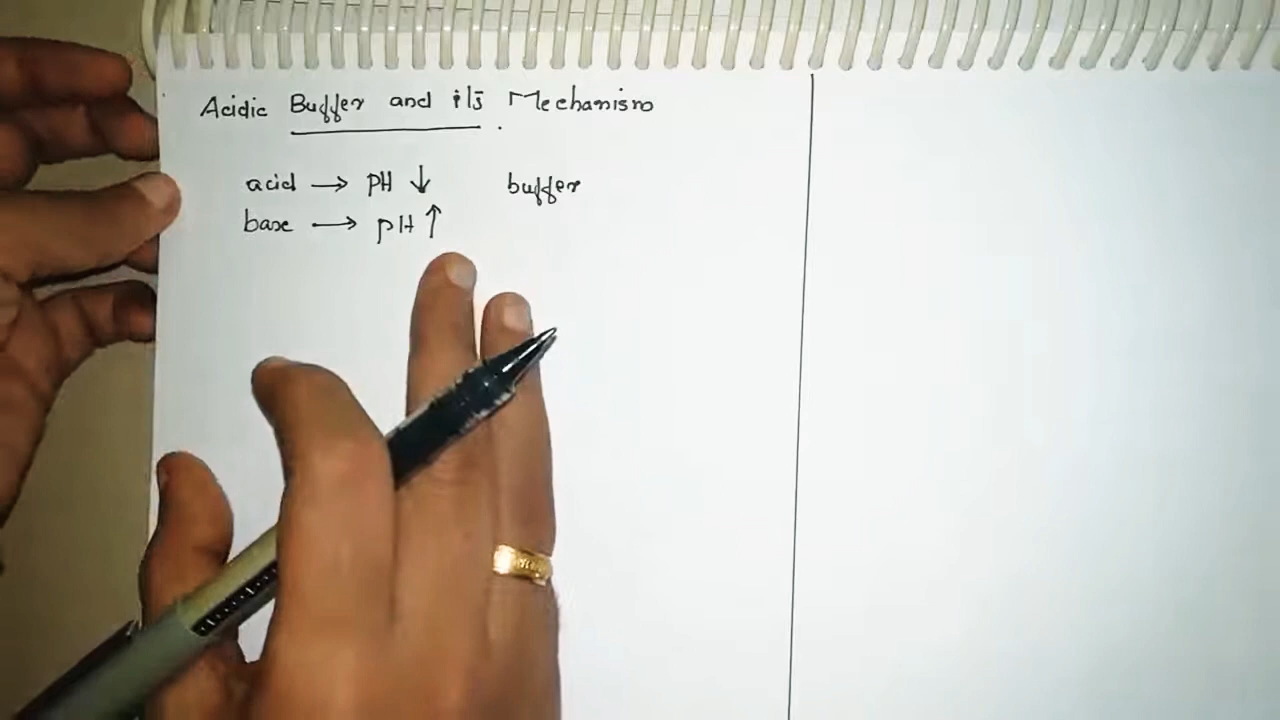 Acidic Buffer and its Mechanism.
acid → pH ↓ buffer
base → pH ↑